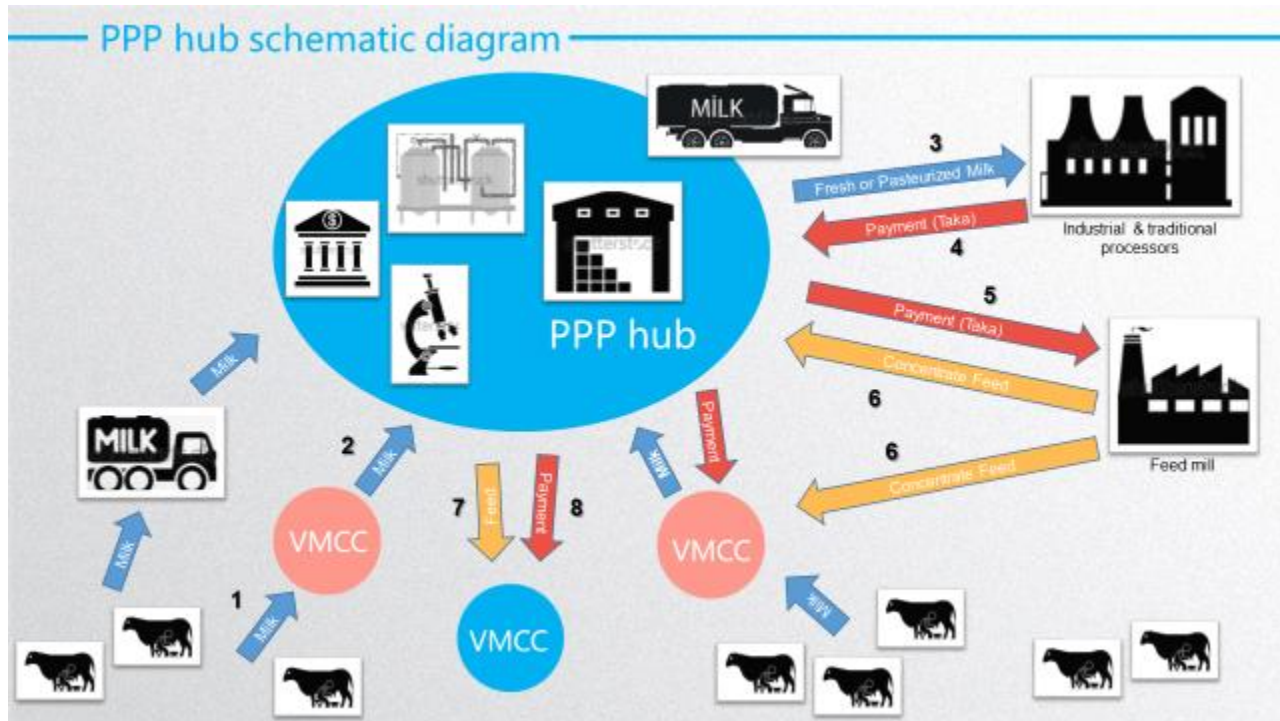 PPP hub schematic diagram
MİLK
3
Fresh or Pasteurized Milk
Payment (Taka)
4
Industrial & traditional
processors
5
Payment (Taka)
Concentrate Feed
6
6
Concentrate Feed
Feed mill
PPP hub
Milk
MILK
Milk
2
Milk
VMCC
1
Milk
7
Feed
Payment
8
VMCC
Milk
Payment
VMCC
Milk